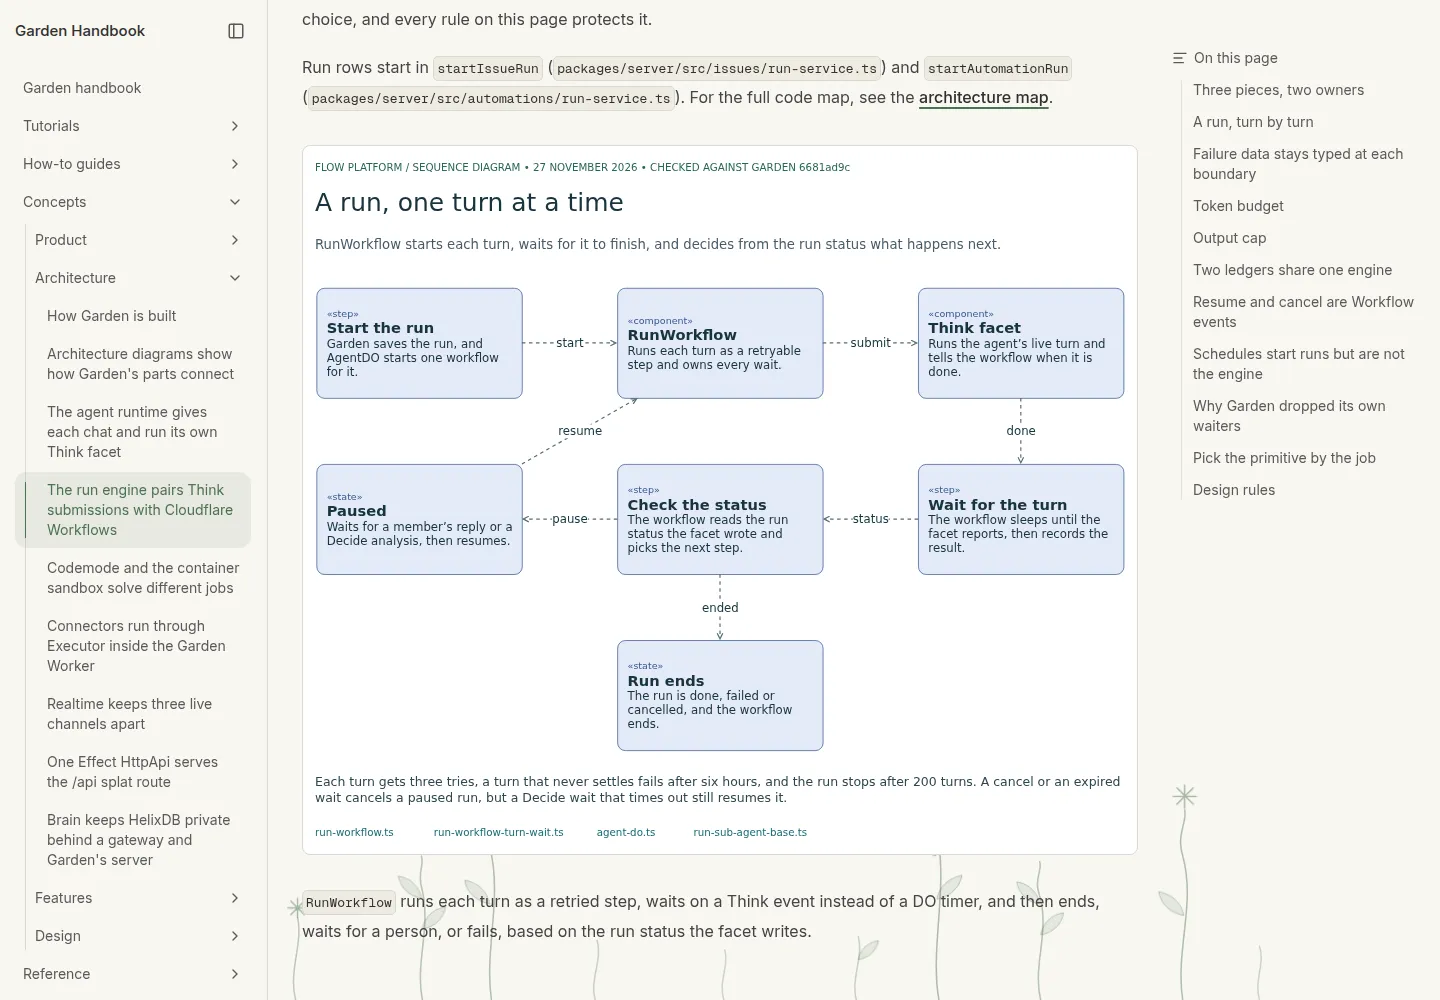 Garden Handbook
Garden handbook
Tutorials
How-to guides
Concepts
Product
Architecture
How Garden is built
Architecture diagrams show
how Garden's parts connect
The agent runtime gives
each chat and run its own
Think facet
The run engine pairs Think
submissions with Cloudflare
Workflows
Codemode and the container
sandbox solve different jobs
Connectors run through
Executor inside the Garden
Worker
Realtime keeps three live
channels apart
One Effect HttpApi serves
the /api splat route
Brain keeps HelixDB private
behind a gateway and
Garden's server
Features
Design
Reference
choice, and every rule on this page protects it.
Run rows start in startIssueRun (packages/server/src/issues/run-service.ts) and startAutomationRun
(packages/server/src/automations/run-service.ts). For the full code map, see the architecture map.
FLOW PLATFORM / SEQUENCE DIAGRAM • 27 NOVEMBER 2026 • CHECKED AGAINST GARDEN 6681ad9c
A run, one turn at a time
RunWorkflow starts each turn, waits for it to finish, and decides from the run status what happens next.
«step»
Start the run
Garden saves the run, and
AgentDO starts one workflow
for it.
start
«component»
RunWorkflow
Runs each turn as a retryable
step and owns every wait.
submit
«component»
Think facet
Runs the agent’s live turn and
tells the workflow when it is
done.
resume
done
«state»
Paused
Waits for a member’s reply or a
Decide analysis, then resumes.
pause
«step»
Check the status
The workflow reads the run
status the facet wrote and
picks the next step.
status
«step»
Wait for the turn
The workflow sleeps until the
facet reports, then records the
result.
ended
«state»
Run ends
The run is done, failed or
cancelled, and the workflow
ends.
Each turn gets three tries, a turn that never settles fails after six hours, and the run stops after 200 turns. A cancel or an expired
wait cancels a paused run, but a Decide wait that times out still resumes it.
run-workflow.ts run-workflow-turn-wait.ts agent-do.ts run-sub-agent-base.ts
RunWorkflow runs each turn as a retried step, waits on a Think event instead of a DO timer, and then ends,
waits for a person, or fails, based on the run status the facet writes.
On this page
Three pieces, two owners
A run, turn by turn
Failure data stays typed at each
boundary
Token budget
Output cap
Two ledgers share one engine
Resume and cancel are Workflow
events
Schedules start runs but are not
the engine
Why Garden dropped its own
waiters
Pick the primitive by the job
Design rules